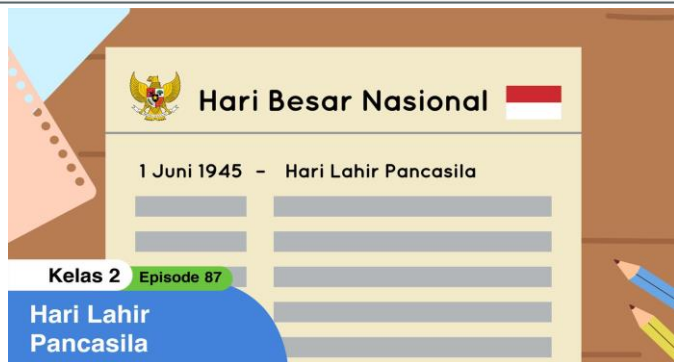 Hari Besar Nasional
1 Juni 1945 - Hari Lahir Pancasila
Kelas 2 Episode 87
Hari Lahir
Pancasila